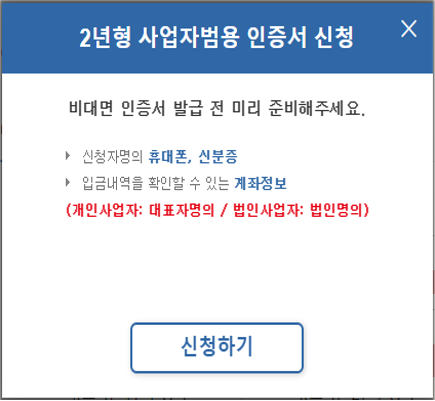 2년형 사업자범용 인증서 신청
비대면 인증서 발급 전 미리 준비해주세요.
신청자명의 휴대폰, 신분증
입금내역을 확인할 수 있는 계좌정보
(개인사업자: 대표자명의 / 법인사업자: 법인명의)
신청하기